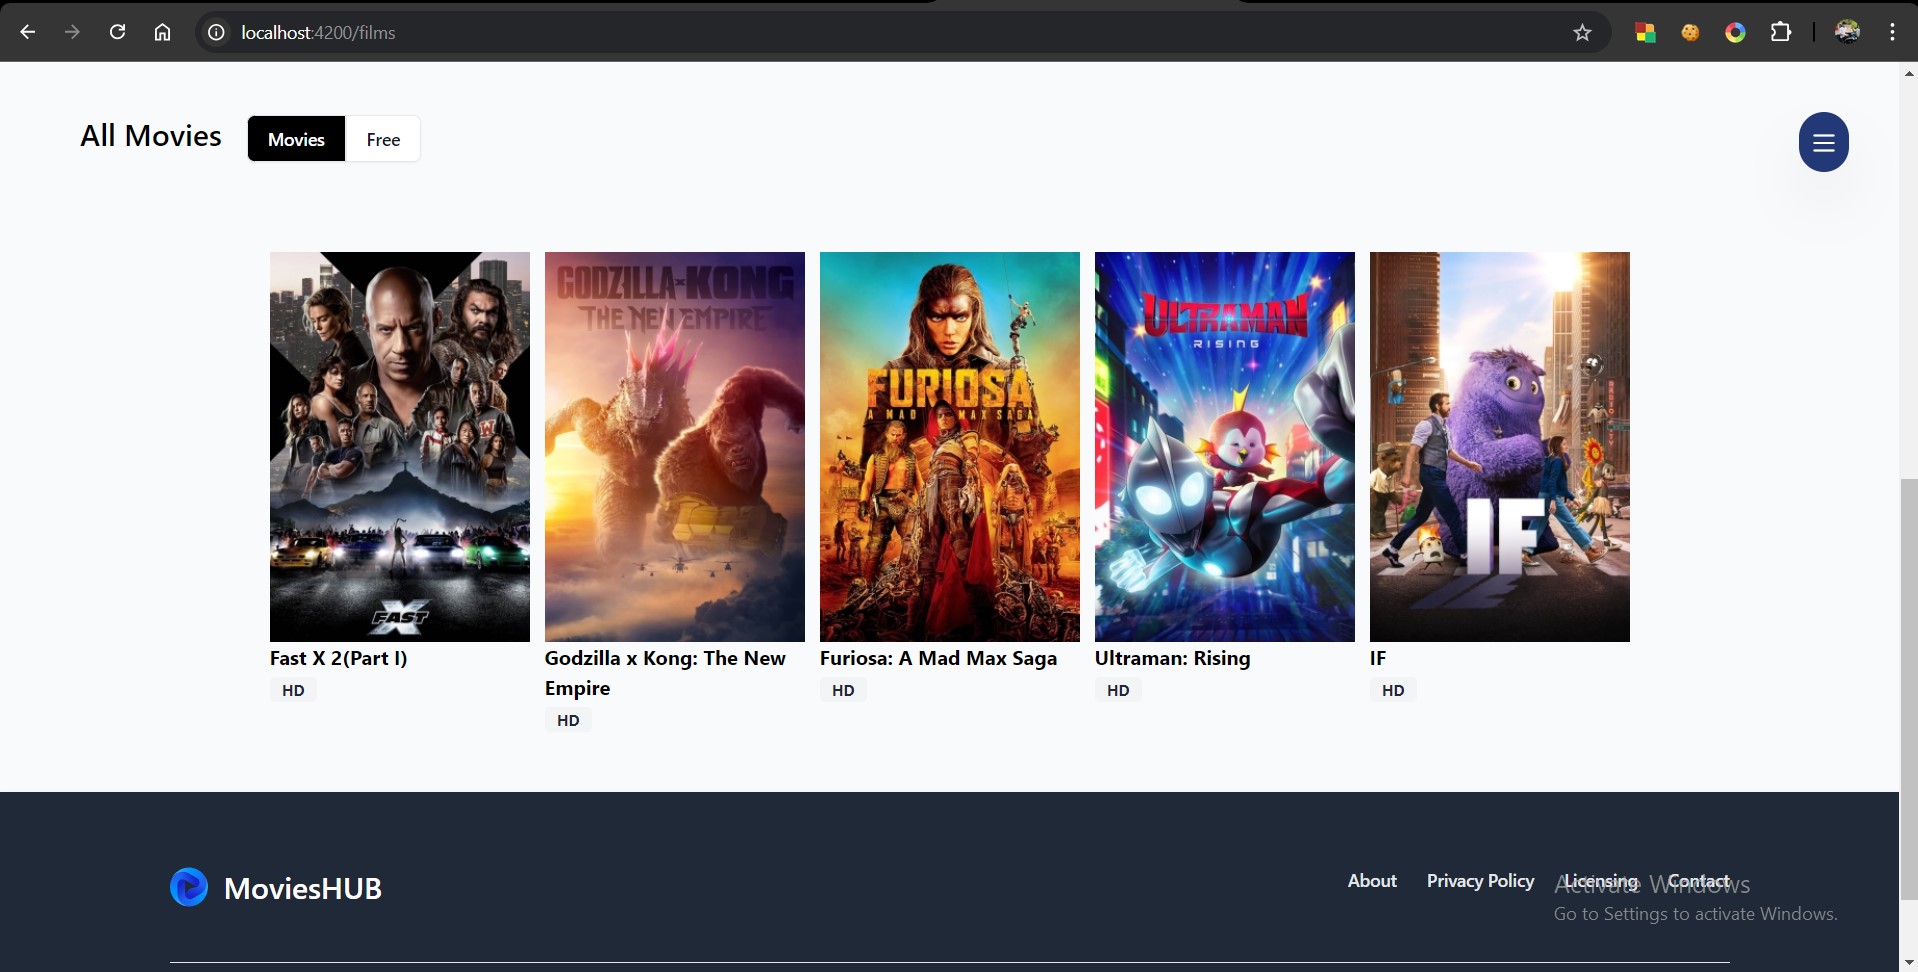 localhost:4200/films
All Movies
Movies
Free
GODZILLA x KONG
THE NEW EMPIRE
FURIOSA
A MAD MAX SAGA
ULTRAMAN
RISING
IF
FAST X
Fast X 2(Part I)
HD
Godzilla x Kong: The New
Empire
HD
Furiosa: A Mad Max Saga
HD
Ultraman: Rising
HD
IF
HD
MoviesHUB
About
Privacy Policy
Licensing
Contact
Activate Windows
Go to Settings to activate Windows.